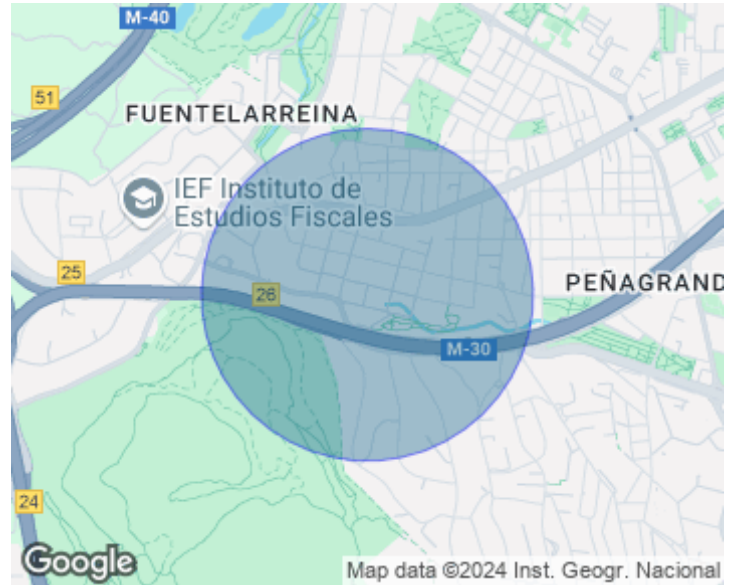 M-40
51
FUENTELARREINA
IEF Instituto de
Estudios Fiscales
25
26
PEÑAGRAND
M-30
24
Google
Map data ©2024 Inst. Geogr. Nacional